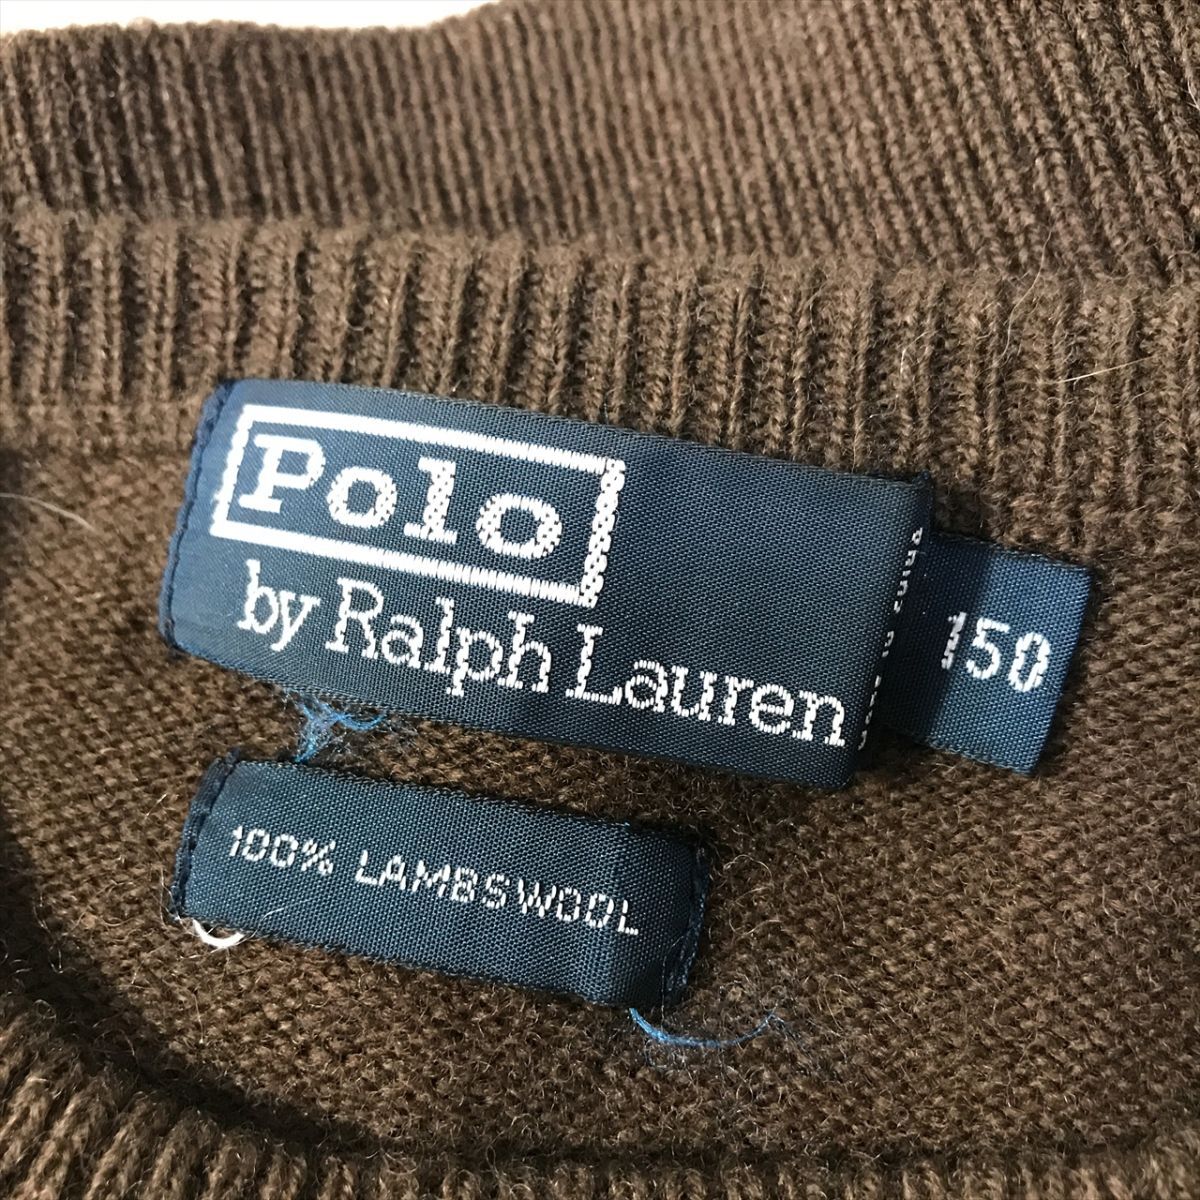 Polo
by Ralph Lauren
150
100% LAMBSWOOL